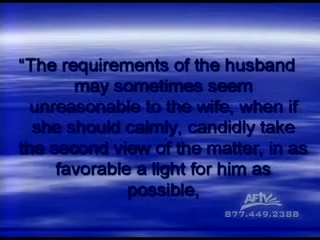 “The requirements of the husband
may sometimes seem
unreasonable to the wife, when if
she should calmly, candidly take
the second view of the matter, in as
favorable a light for him as
possible,
AFTV
877.449.2388